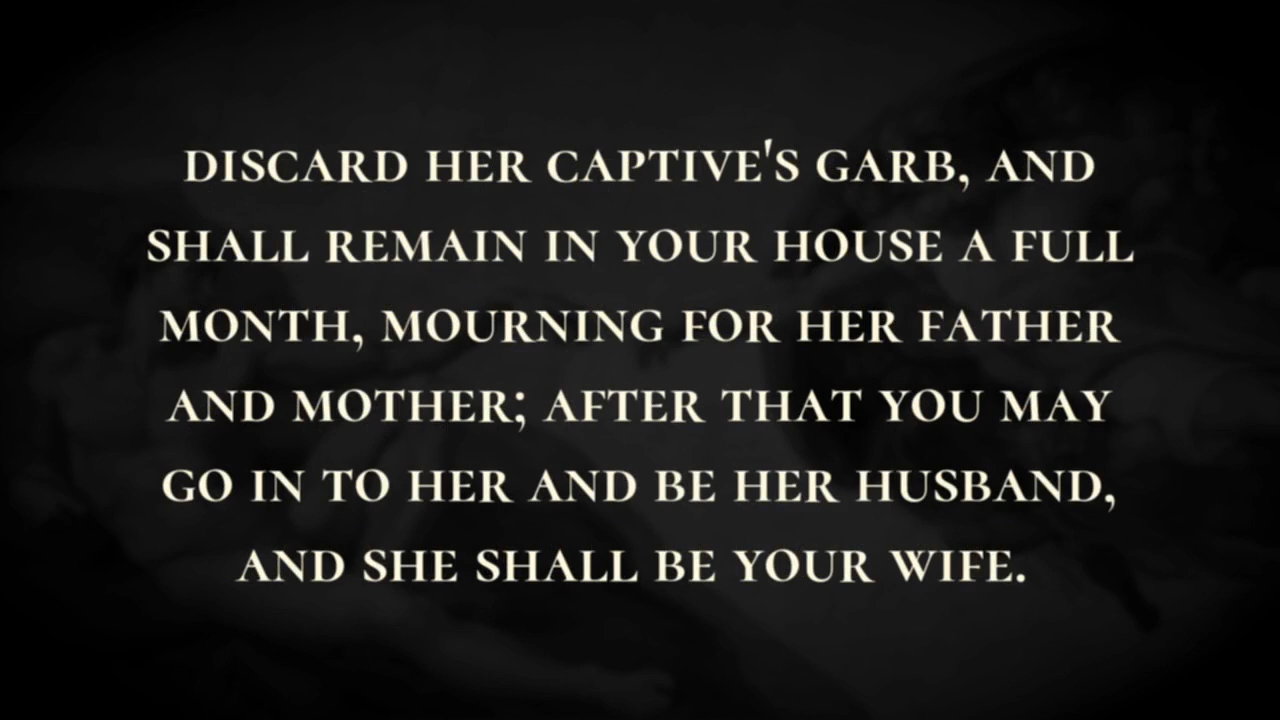 DISCARD HER CAPTIVE'S GARB, AND
SHALL REMAIN IN YOUR HOUSE A FULL
MONTH, MOURNING FOR HER FATHER
AND MOTHER; AFTER THAT YOU MAY
GO IN TO HER AND BE HER HUSBAND,
AND SHE SHALL BE YOUR WIFE.